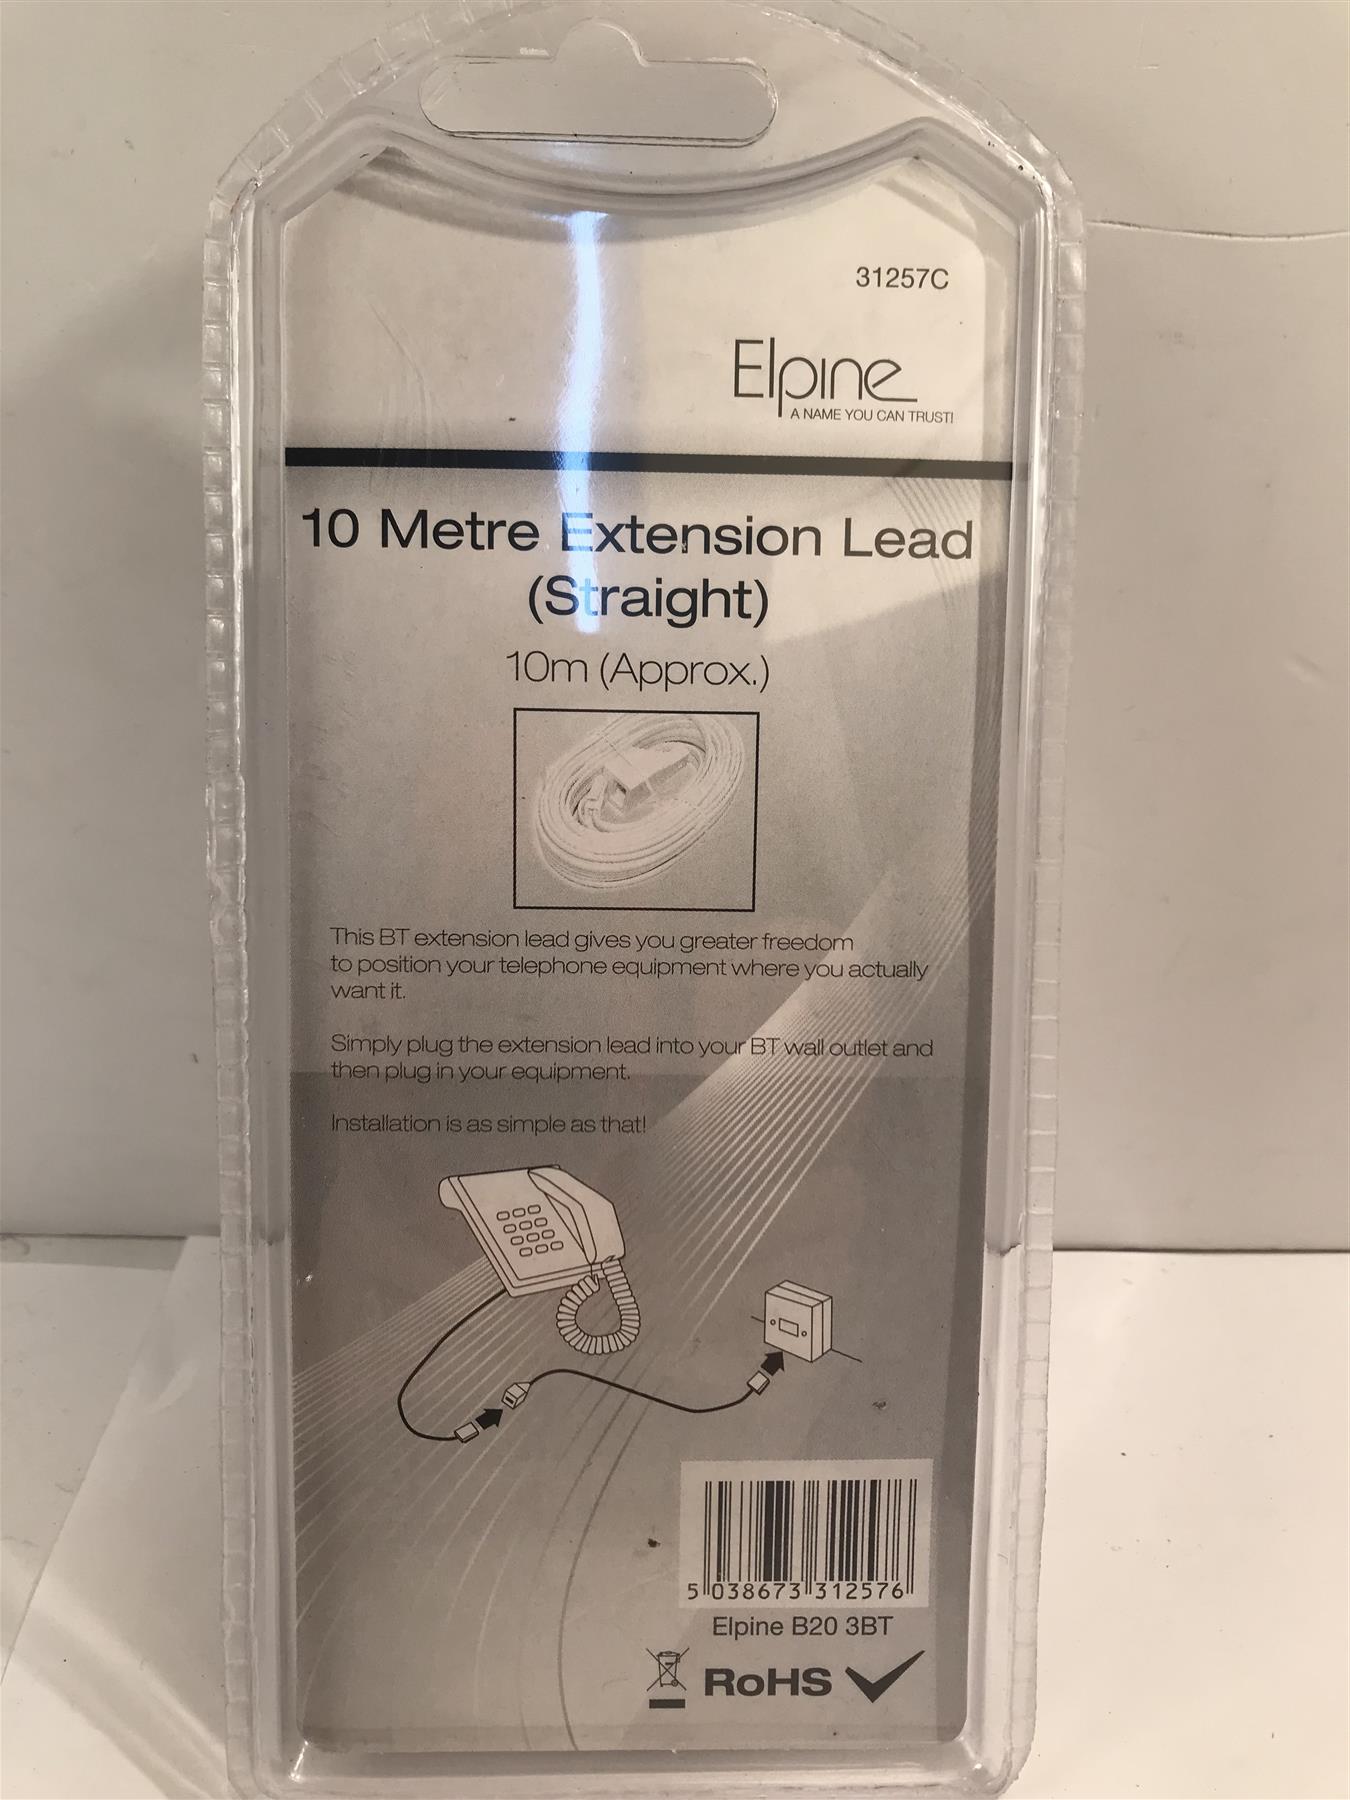 31257C
Elpine
A NAME YOU CAN TRUST!
10 Metre Extension Lead
(Straight)
10m (Approx.)
This BT extension lead gives you greater freedom
to position your telephone equipment where you actually
want it.
Simply plug the extension lead into your BT wall outlet and
then plug in your equipment.
Installation is as simple as that!
5 038673 312576
Elpine B20 3BT
RoHS